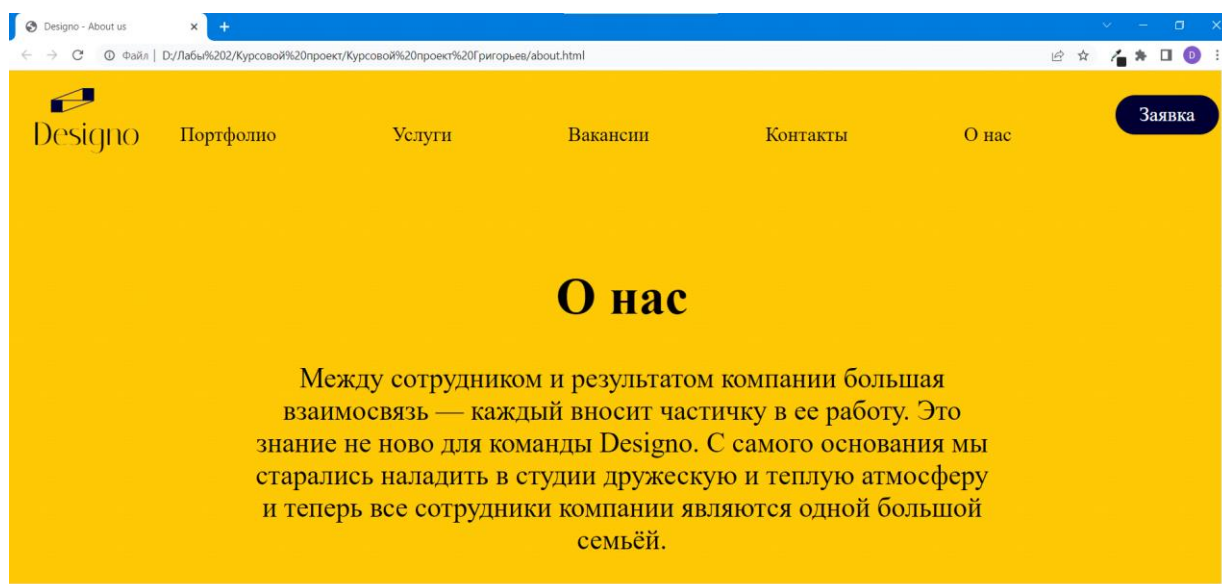 Designo - About us
Файл | D:/Лабы%202/Курсовой%20проект/Курсовой%20проект%20Григорьев/about.html
D
Designo
Портфолио
Услуги
Вакансии
Контакты
О нас
Заявка
О нас
Между сотрудником и результатом компании большая
взаимосвязь — каждый вносит частичку в ее работу. Это
знание не ново для команды Designo. С самого основания мы
старались наладить в студии дружескую и теплую атмосферу
и теперь все сотрудники компании являются одной большой
семьёй.